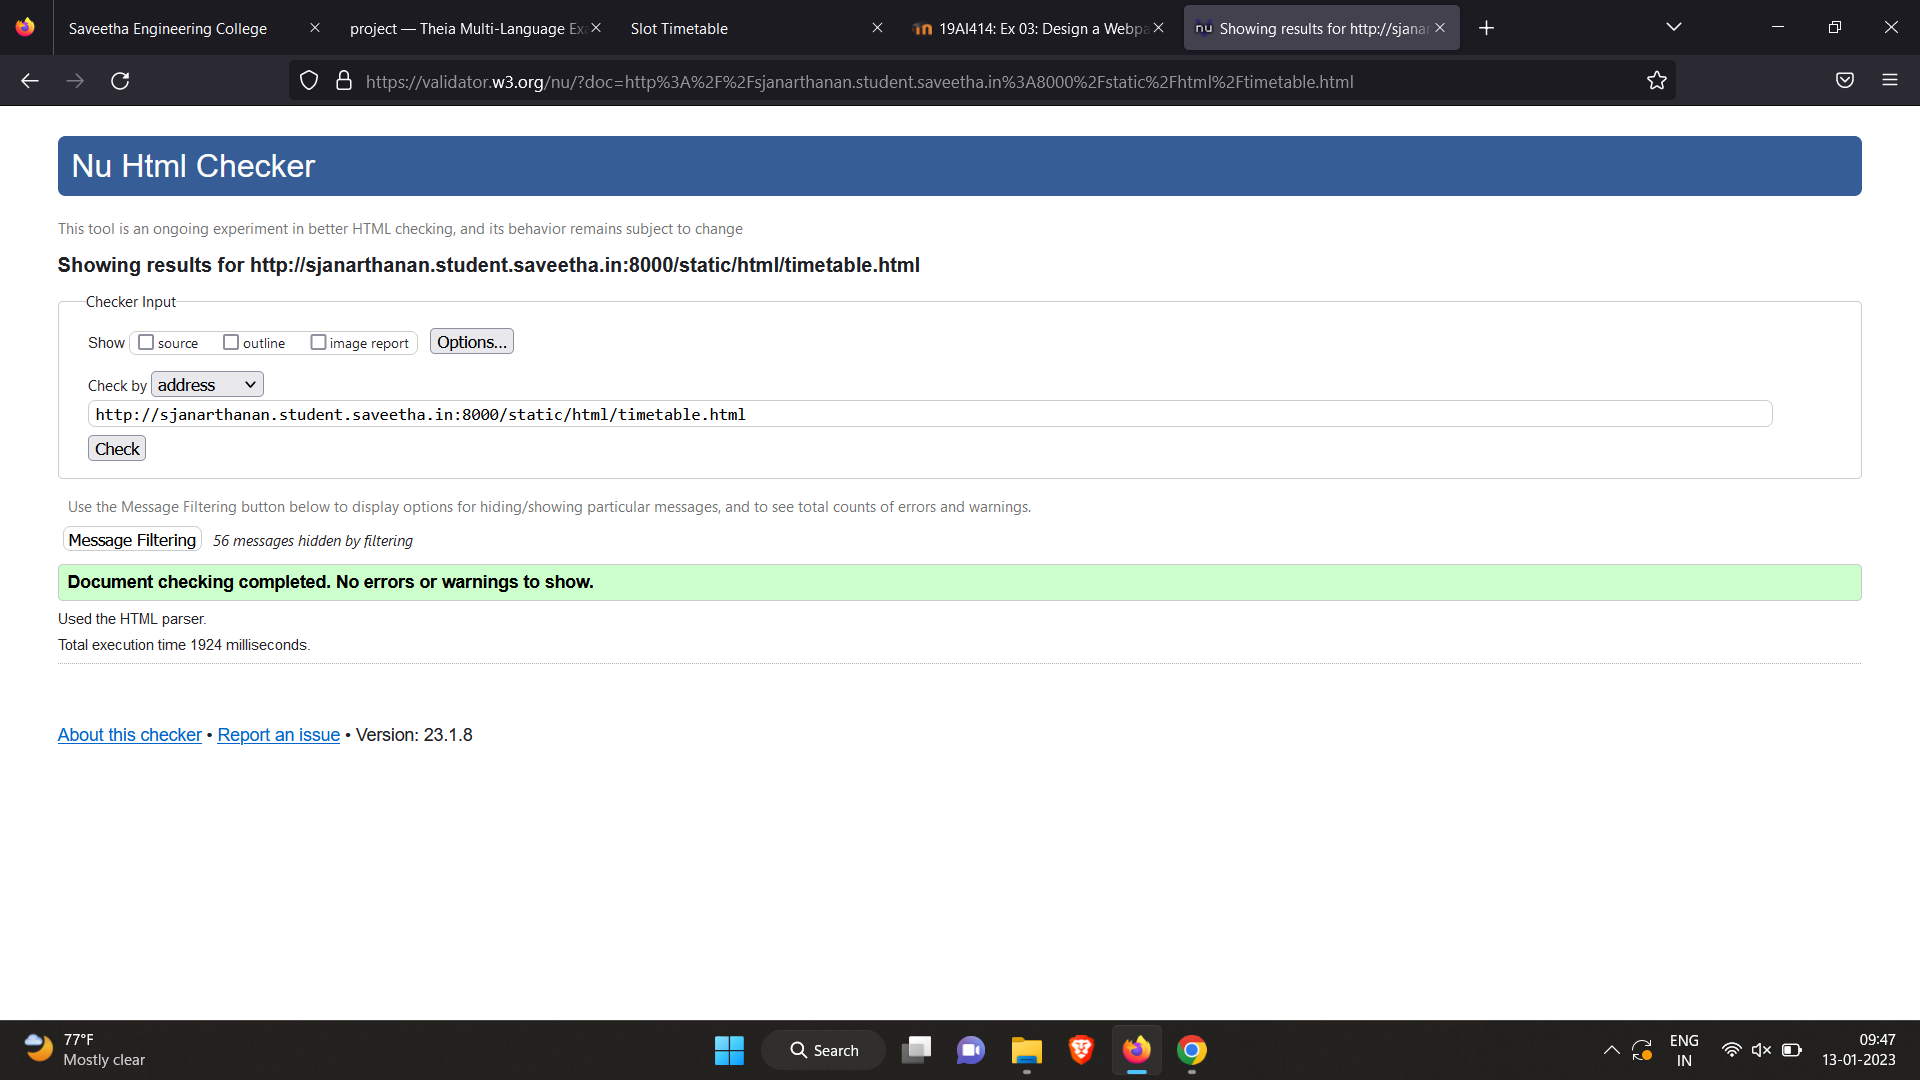 Saveetha Engineering College
project — Theia Multi-Language Ex
Slot Timetable
19AI414: Ex 03: Design a Webpa
nu Showing results for http://sjanar
https://validator.w3.org/nu/?doc=http%3A%2F%2Fsjanarthanan.student.saveetha.in%3A8000%2Fstatic%2Fhtml%2Ftimetable.html
Nu Html Checker
This tool is an ongoing experiment in better HTML checking, and its behavior remains subject to change
Showing results for http://sjanarthanan.student.saveetha.in:8000/static/html/timetable.html
Checker Input
Show source outline image report Options...
Check by address
http://sjanarthanan.student.saveetha.in:8000/static/html/timetable.html
Check
Use the Message Filtering button below to display options for hiding/showing particular messages, and to see total counts of errors and warnings.
Message Filtering 56 messages hidden by filtering
Document checking completed. No errors or warnings to show.
Used the HTML parser.
Total execution time 1924 milliseconds.
About this checker • Report an issue • Version: 23.1.8
77°F
Mostly clear
Search
ENG
IN
09:47
13-01-2023